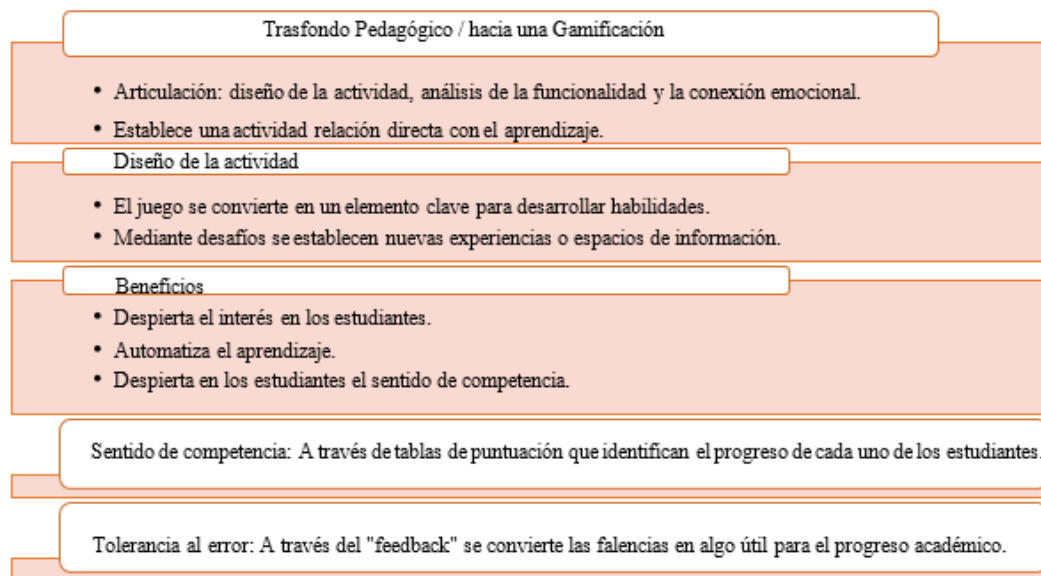 Trasfondo Pedagógico / hacia una Gamificación
• Articulación: diseño de la actividad, análisis de la funcionalidad y la conexión emocional.
• Establece una actividad relación directa con el aprendizaje.
Diseño de la actividad
• El juego se convierte en un elemento clave para desarrollar habilidades.
• Mediante desafíos se establecen nuevas experiencias o espacios de información.
Beneficios
• Despierta el interés en los estudiantes.
• Automatiza el aprendizaje.
• Despierta en los estudiantes el sentido de competencia.
Sentido de competencia: A través de tablas de puntuación que identifican el progreso de cada uno de los estudiantes.
Tolerancia al error: A través del "feedback" se convierte las falencias en algo útil para el progreso académico.